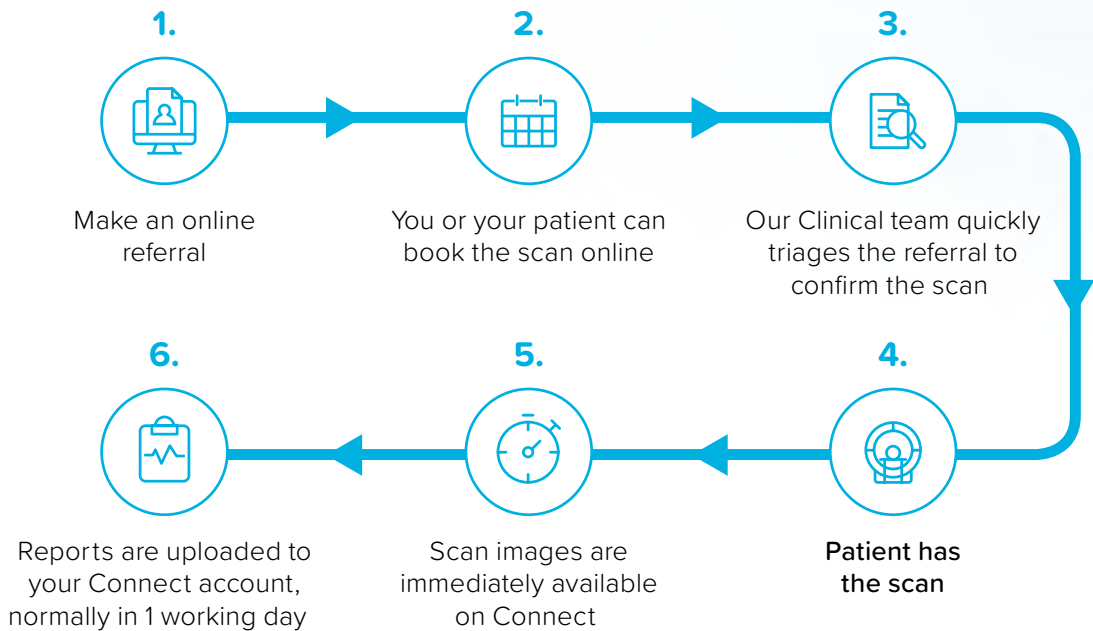 1.
Make an online
referral
2.
You or your patient can
book the scan online
3.
Our Clinical team quickly
triages the referral to
confirm the scan
4.
Patient has
the scan
5.
Scan images are
immediately available
on Connect
6.
Reports are uploaded to
your Connect account,
normally in 1 working day